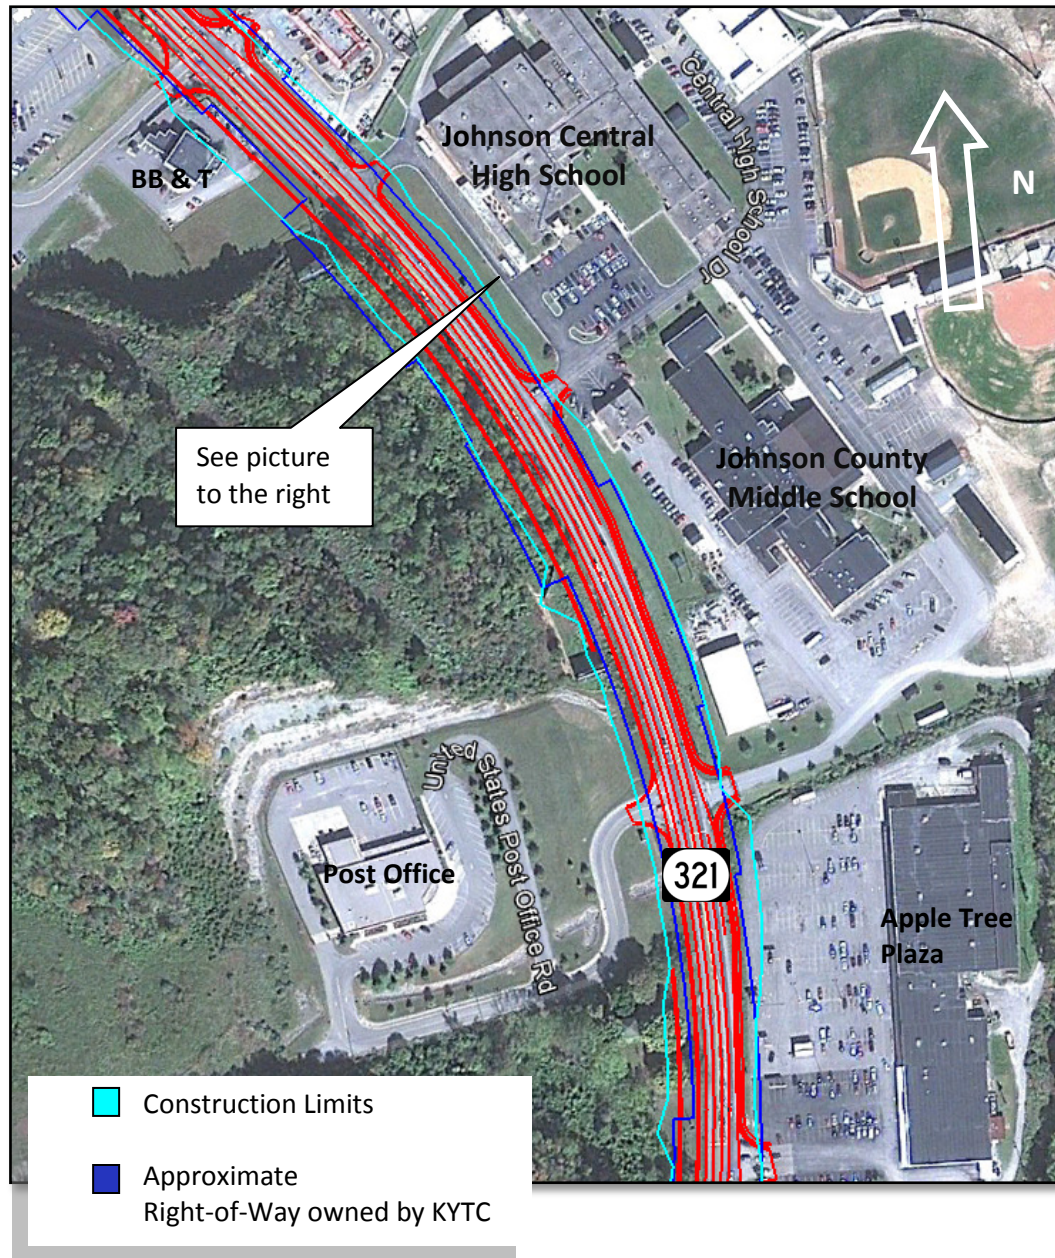 Johnson Central
High School
Central High School Dr
N
BB & T
See picture
to the right
Johnson County
Middle School
United States Post Office Rd
Post Office
321
Apple Tree
Plaza
Construction Limits
Approximate
Right-of-Way owned by KYTC